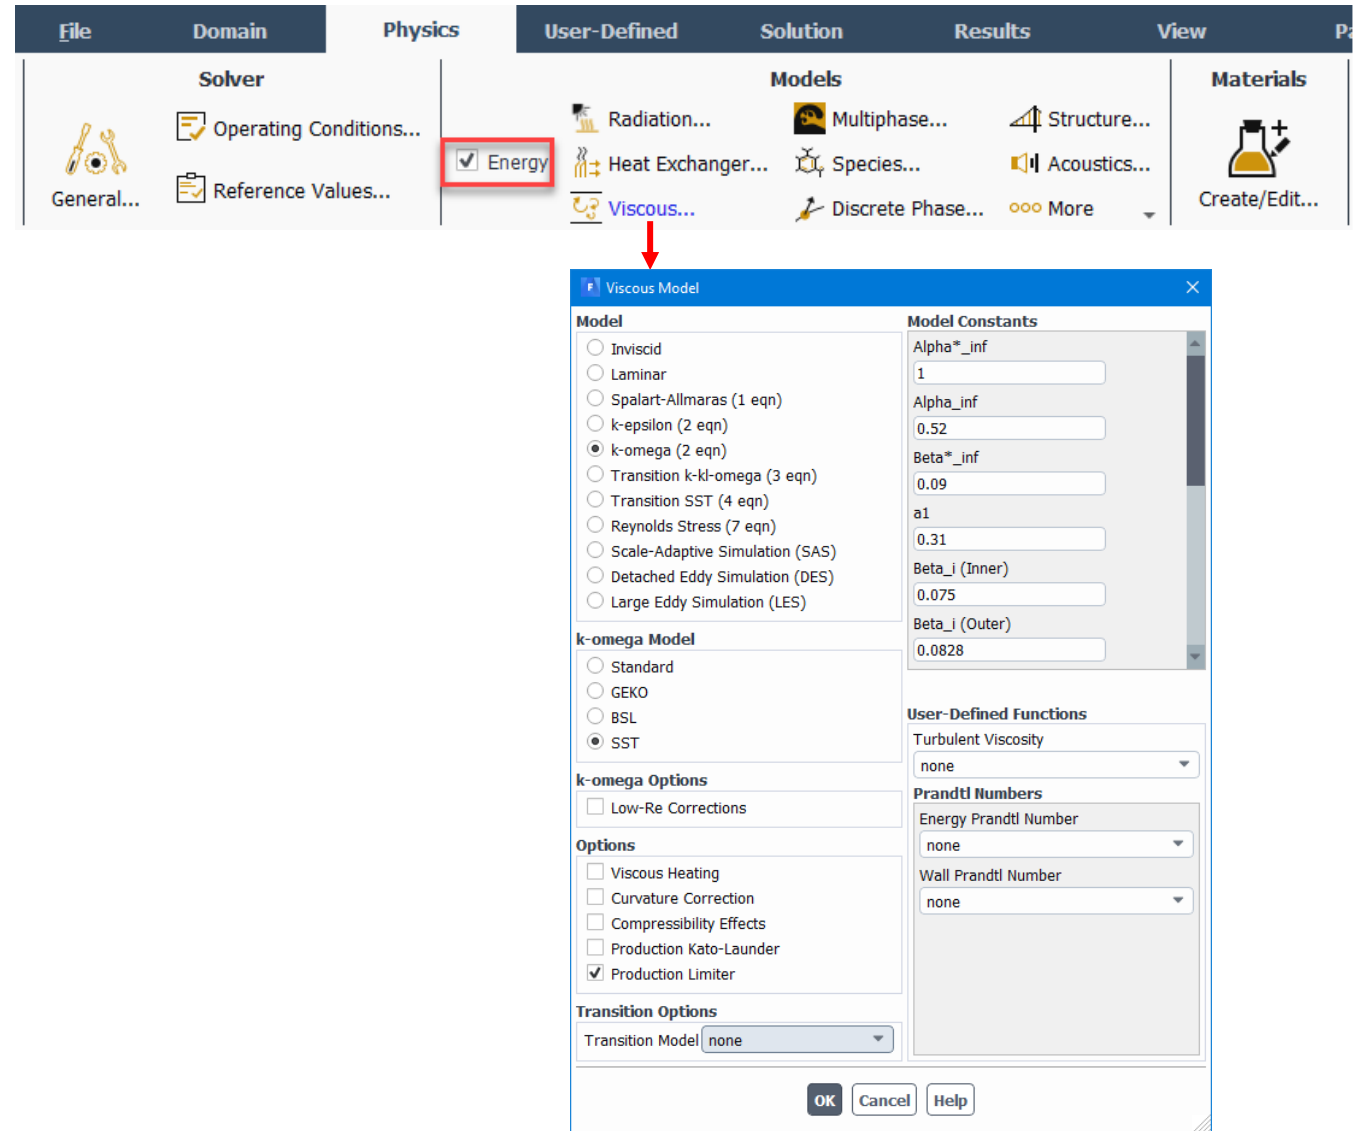 File Domain Physics User-Defined Solution Results View Pa
Solver Models Materials
Operating Conditions... Radiation... Multiphase... Structure...
Energy Heat Exchanger... Species... Acoustics...
General... Reference Values... Viscous... Discrete Phase... More Create/Edit...
Viscous Model
Model
Inviscid
Laminar
Spalart-Allmaras (1 eqn)
k-epsilon (2 eqn)
k-omega (2 eqn)
Transition k-kl-omega (3 eqn)
Transition SST (4 eqn)
Reynolds Stress (7 eqn)
Scale-Adaptive Simulation (SAS)
Detached Eddy Simulation (DES)
Large Eddy Simulation (LES)
k-omega Model
Standard
GEKO
BSL
SST
k-omega Options
Low-Re Corrections
Options
Viscous Heating
Curvature Correction
Compressibility Effects
Production Kato-Launder
Production Limiter
Transition Options
Transition Model none
Model Constants
Alpha*_inf
1
Alpha_inf
0.52
Beta*_inf
0.09
a1
0.31
Beta_i (Inner)
0.075
Beta_i (Outer)
0.0828
User-Defined Functions
Turbulent Viscosity
none
Prandtl Numbers
Energy Prandtl Number
none
Wall Prandtl Number
none
OK Cancel Help